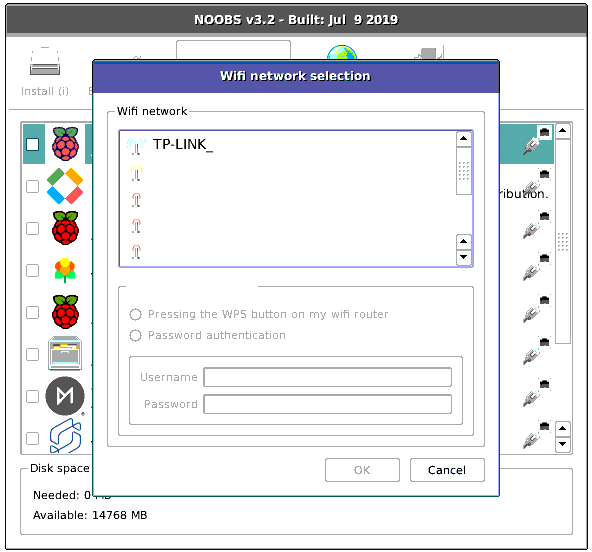 NOOBS v3.2 - Built: Jul  9 2019
Install (i)
Wifi network selection
Wifi network
TP-LINK_
ribution.
Pressing the WPS button on my wifi router
Password authentication
Username
Password
OK
Cancel
Disk space
Needed: 0 MB
Available: 14768 MB